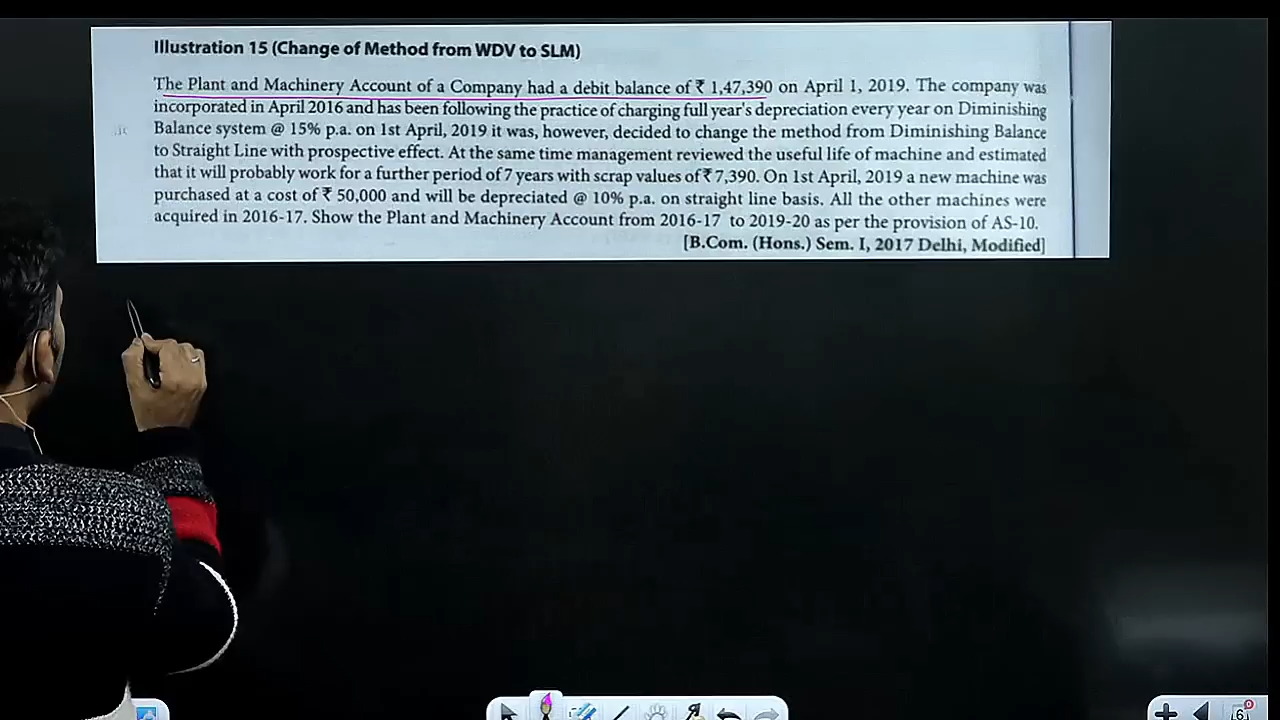 Illustration 15 (Change of Method from WDV to SLM)
The Plant and Machinery Account of a Company had a debit balance of ₹ 1,47,390 on April 1, 2019. The company was
incorporated in April 2016 and has been following the practice of charging full year's depreciation every year on Diminishing
Balance system @ 15% p.a. on 1st April, 2019 it was, however, decided to change the method from Diminishing Balance
to Straight Line with prospective effect. At the same time management reviewed the useful life of machine and estimated
that it will probably work for a further period of 7 years with scrap values of ₹ 7,390. On 1st April, 2019 a new machine was
purchased at a cost of ₹ 50,000 and will be depreciated @ 10% p.a. on straight line basis. All the other machines were
acquired in 2016-17. Show the Plant and Machinery Account from 2016-17 to 2019-20 as per the provision of AS-10.
[B.Com. (Hons.) Sem. I, 2017 Delhi, Modified]